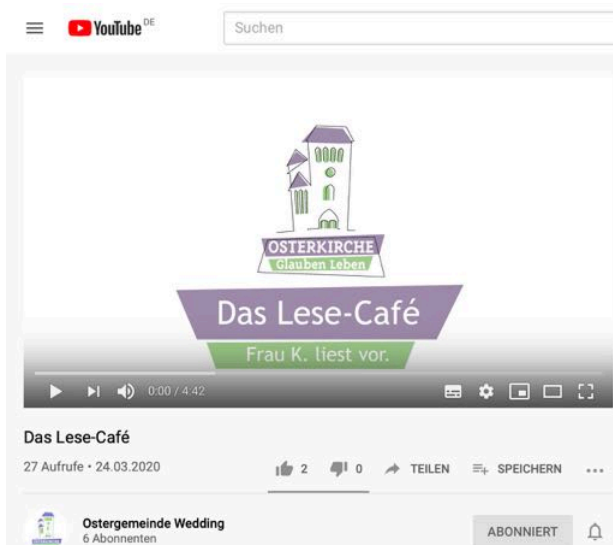 YouTube DE
Suchen
OSTERKIRCHE
Glauben Leben
Das Lese-Café
Frau K. liest vor.
0:00 / 4:42
Das Lese-Café
27 Aufrufe • 24.03.2020
2 0 TEILEN SPEICHERN
Ostergemeinde Wedding
6 Abonnenten
ABONNIERT